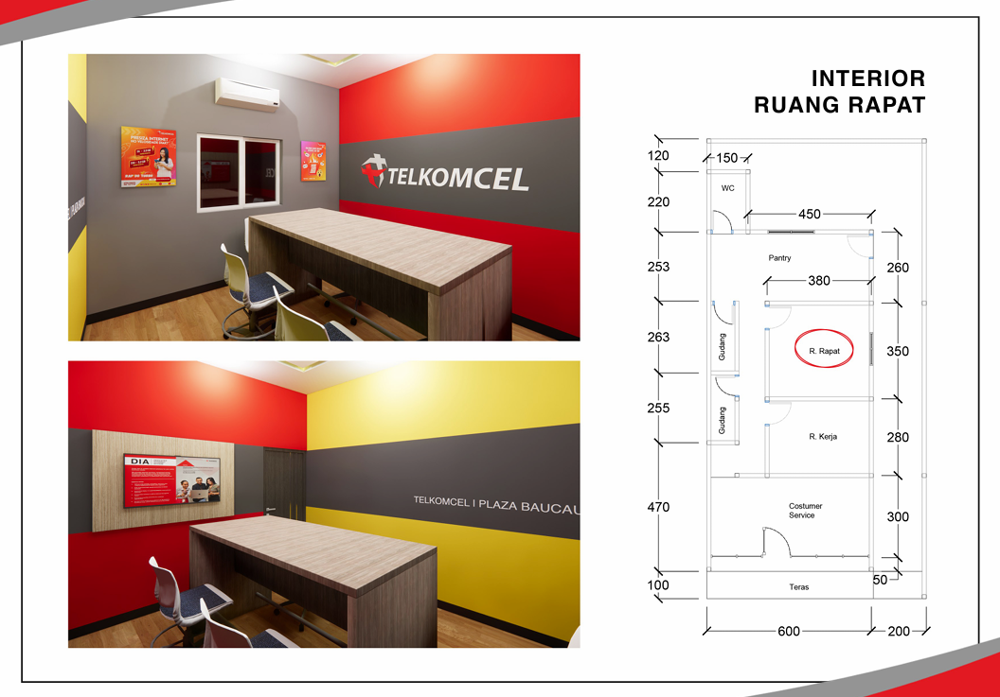 INTERIOR
RUANG RAPAT
TELKOMCEL
TELKOMCEL | PLAZA BAUCAU
DIA
120
150
WC
220
450
Pantry
253
260
380
263
Gudang
R. Rapat
350
255
Gudang
R. Kerja
280
470
Costumer
Service
300
50
100
Teras
600
200